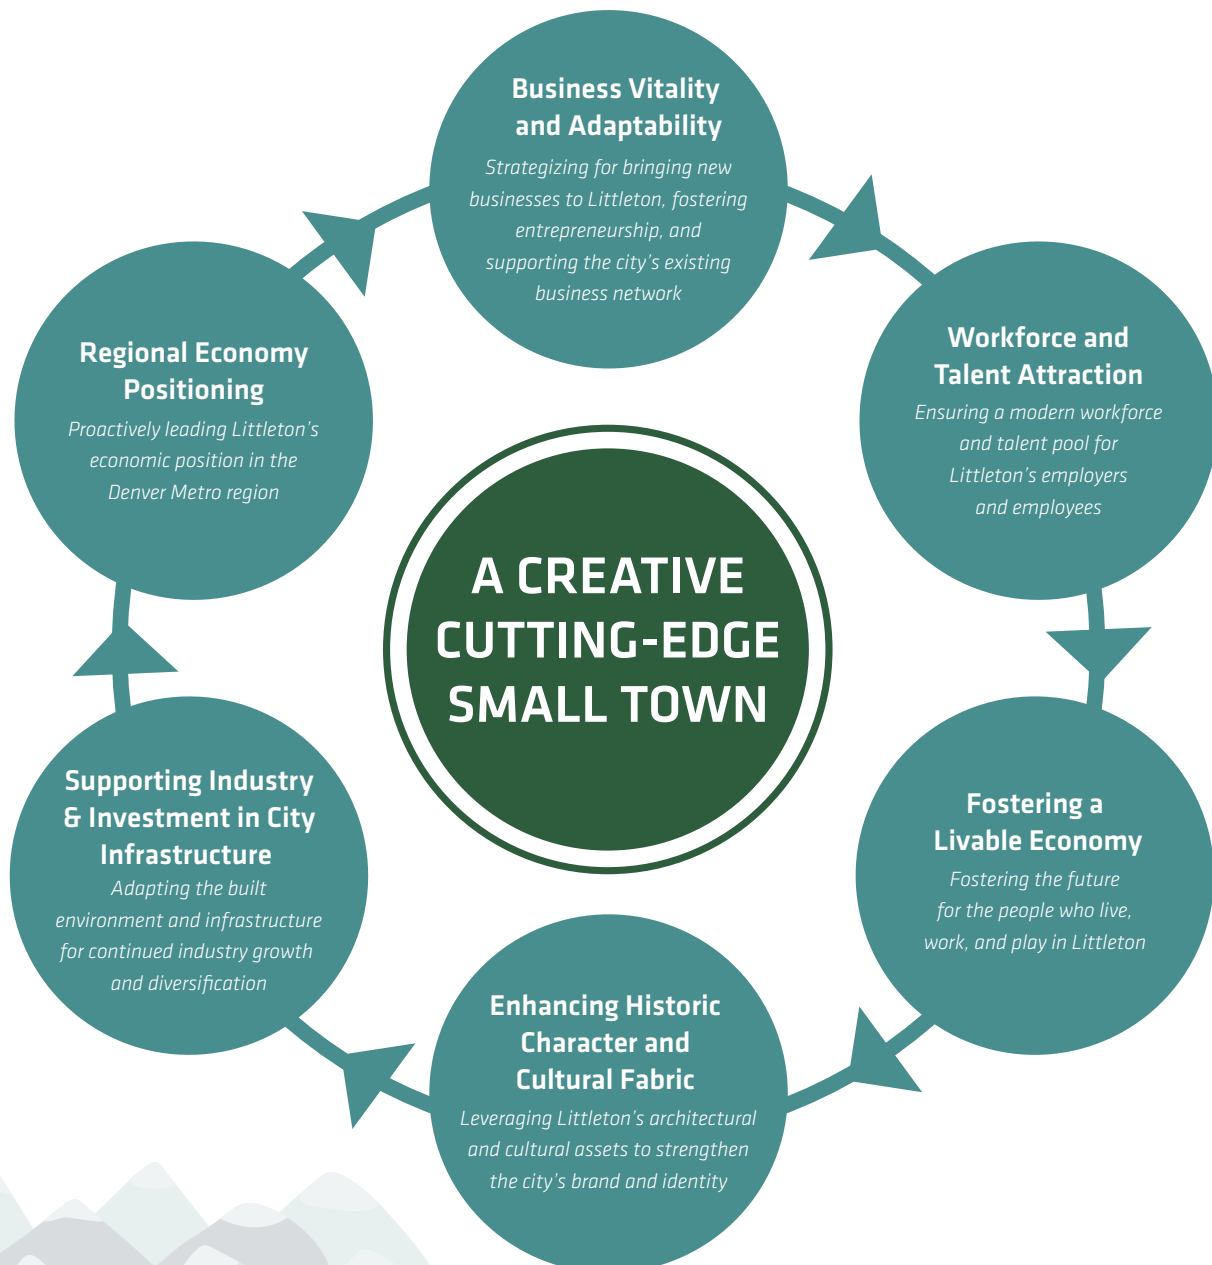 Business Vitality
and Adaptability
Strategizing for bringing new
businesses to Littleton, fostering
entrepreneurship, and
supporting the city’s existing
business network
Workforce and
Talent Attraction
Ensuring a modern workforce
and talent pool for
Littleton’s employers
and employees
Fostering a
Livable Economy
Fostering the future
for the people who live,
work, and play in Littleton
Enhancing Historic
Character and
Cultural Fabric
Leveraging Littleton’s architectural
and cultural assets to strengthen
the city’s brand and identity
Supporting Industry
& Investment in City
Infrastructure
Adapting the built
environment and infrastructure
for continued industry growth
and diversification
Regional Economy
Positioning
Proactively leading Littleton’s
economic position in the
Denver Metro region
A CREATIVE
CUTTING-EDGE
SMALL TOWN